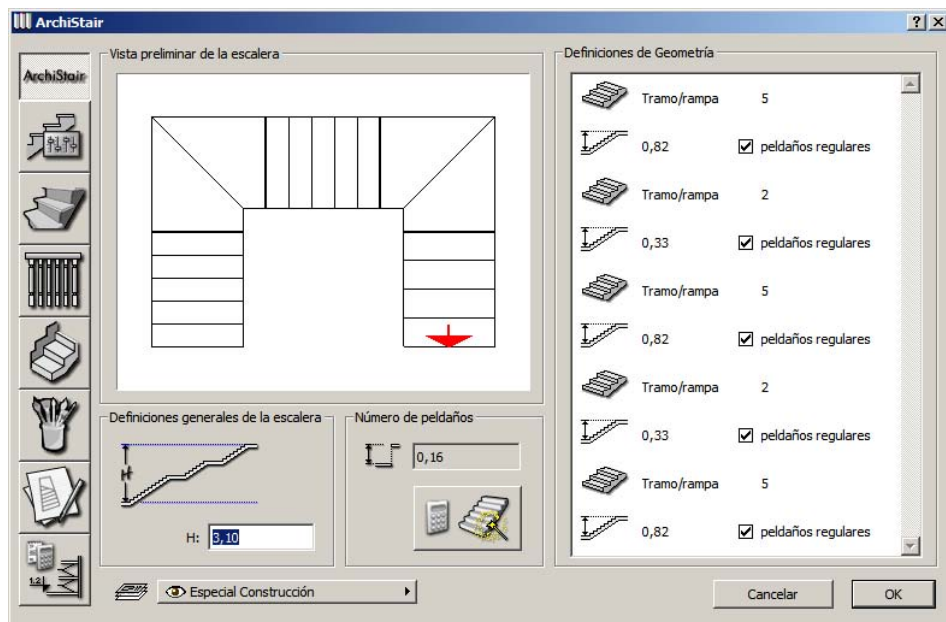 ArchiStair
ArchiStair
Vista preliminar de la escalera
Definiciones generales de la escalera
H
H: 3,10
Número de peldaños
0,16
Especial Construcción
Definiciones de Geometría
Tramo/rampa 5
0,82 peldaños regulares
Tramo/rampa 2
0,33 peldaños regulares
Tramo/rampa 5
0,82 peldaños regulares
Tramo/rampa 2
0,33 peldaños regulares
Tramo/rampa 5
0,82 peldaños regulares
1.2
Cancelar
OK